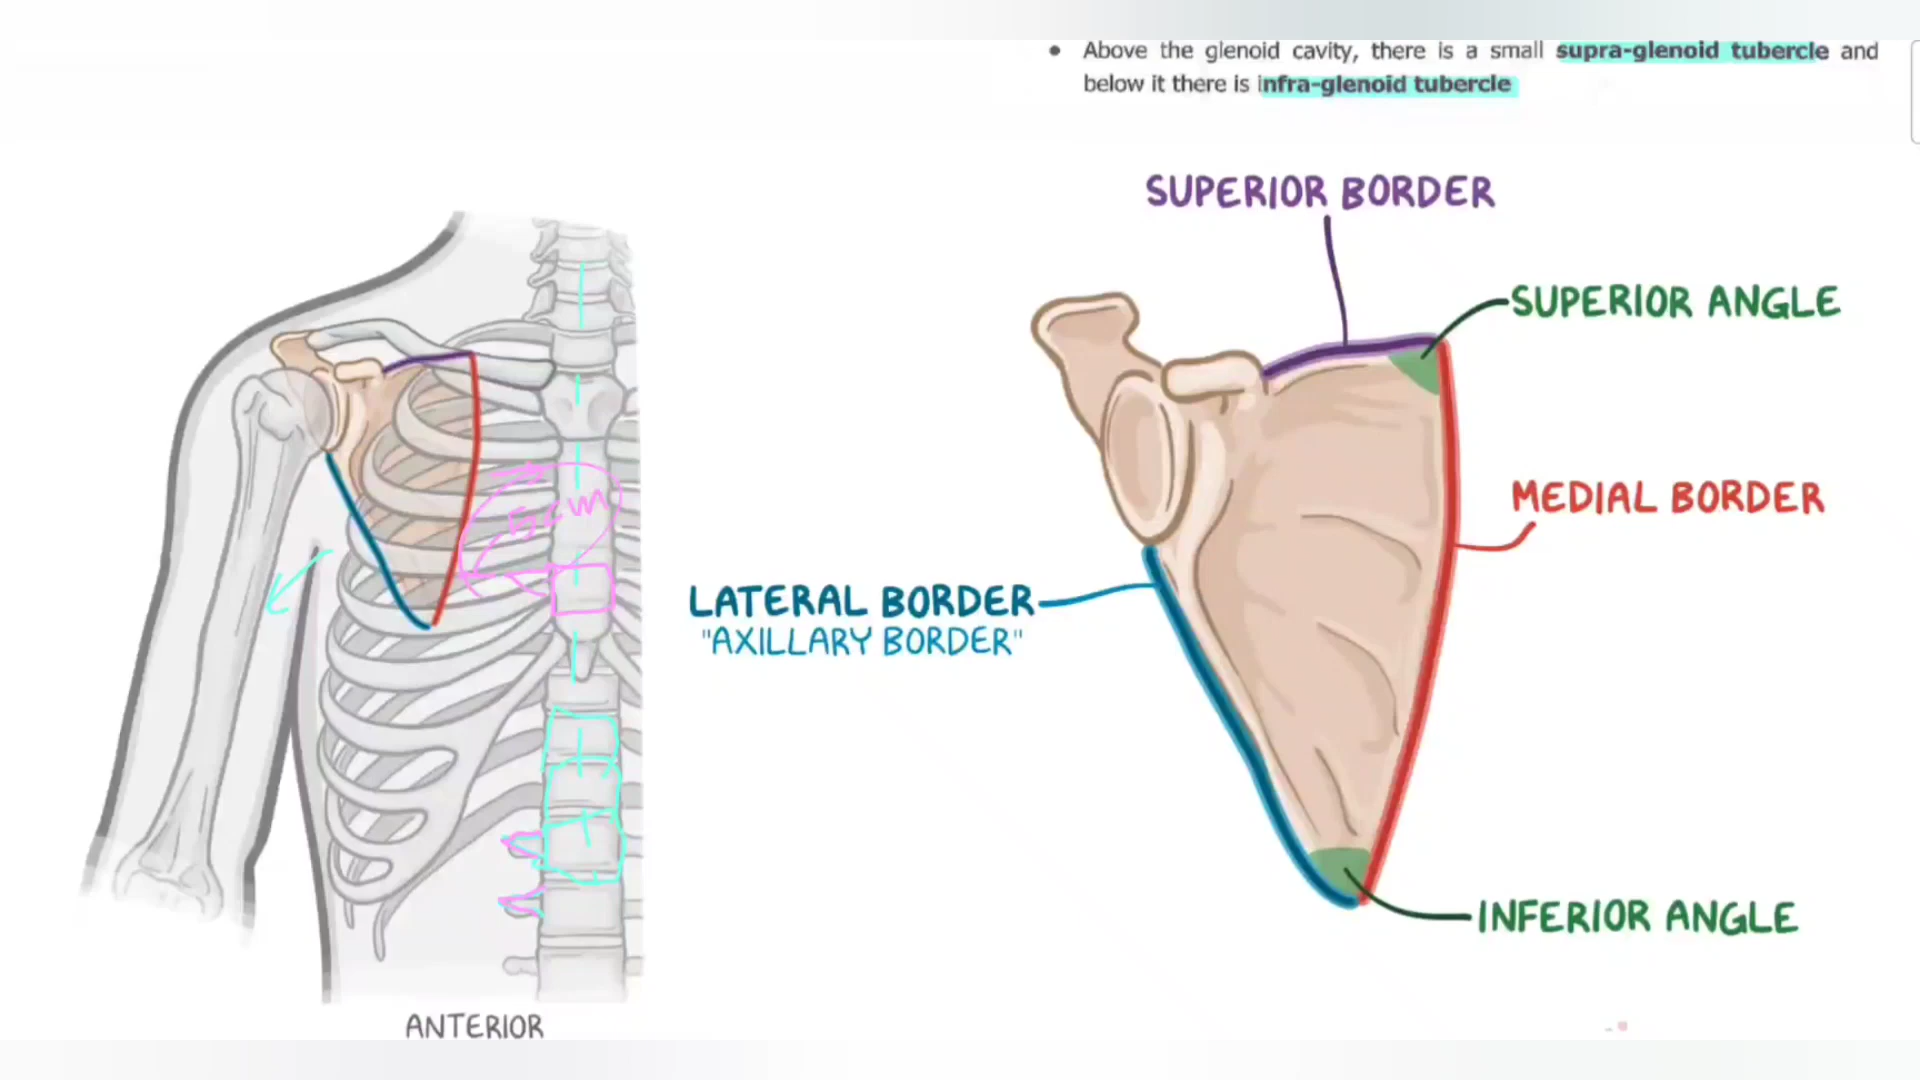 • Above the glenoid cavity, there is a small supra-glenoid tubercle and
below it there is infra-glenoid tubercle
SUPERIOR BORDER
SUPERIOR ANGLE
MEDIAL BORDER
5cm
LATERAL BORDER
"AXILLARY BORDER"
INFERIOR ANGLE
ANTERIOR